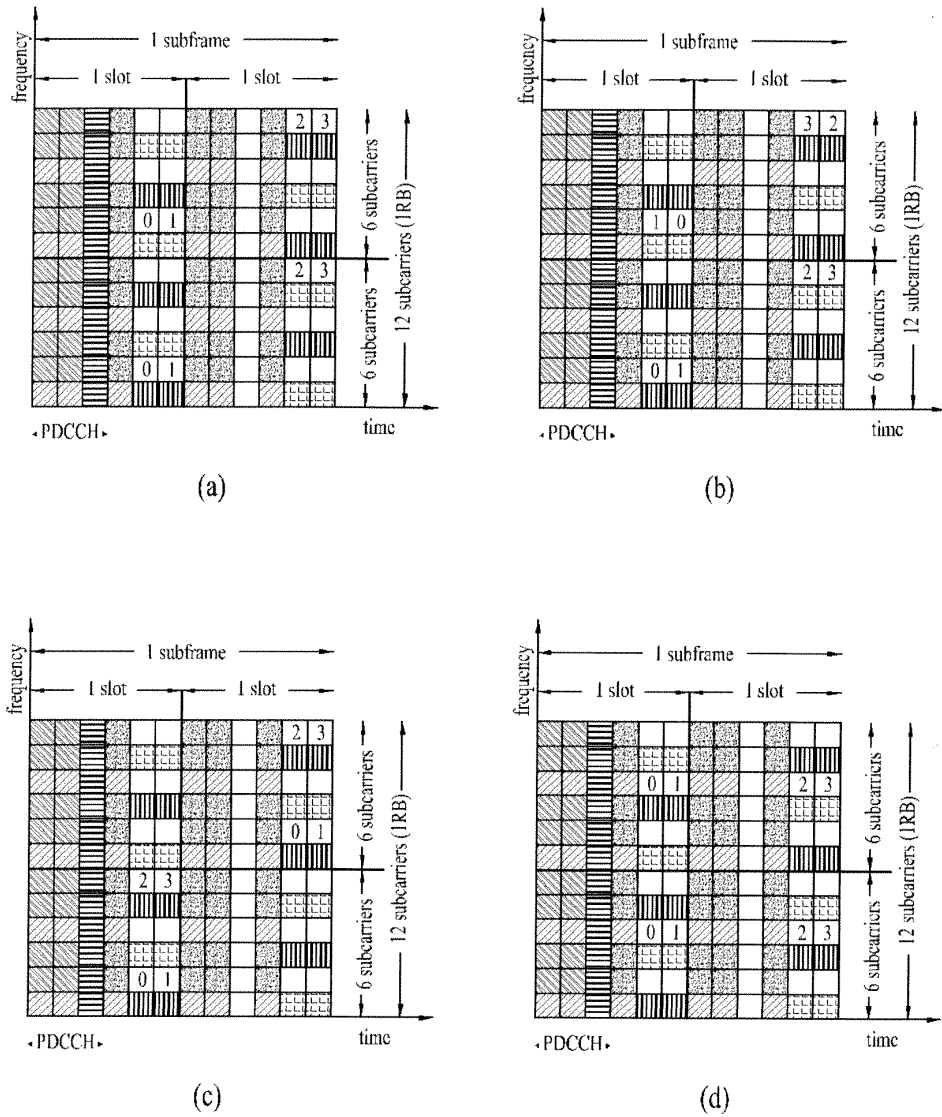 frequency
1 subframe
1 slot 1 slot
2 3
0 1
2 3
0 1
6 subcarriers
6 subcarriers
12 subcarriers (1RB)
PDCCH
time
(a)
frequency
1 subframe
1 slot 1 slot
3 2
1 0
2 3
0 1
6 subcarriers
6 subcarriers
12 subcarriers (1RB)
PDCCH
time
(b)
frequency
1 subframe
1 slot 1 slot
2 3
0 1
2 3
0 1
6 subcarriers
6 subcarriers
12 subcarriers (1RB)
PDCCH
time
(c)
frequency
1 subframe
1 slot 1 slot
0 1 2 3
0 1 2 3
6 subcarriers
6 subcarriers
12 subcarriers (1RB)
PDCCH
time
(d)